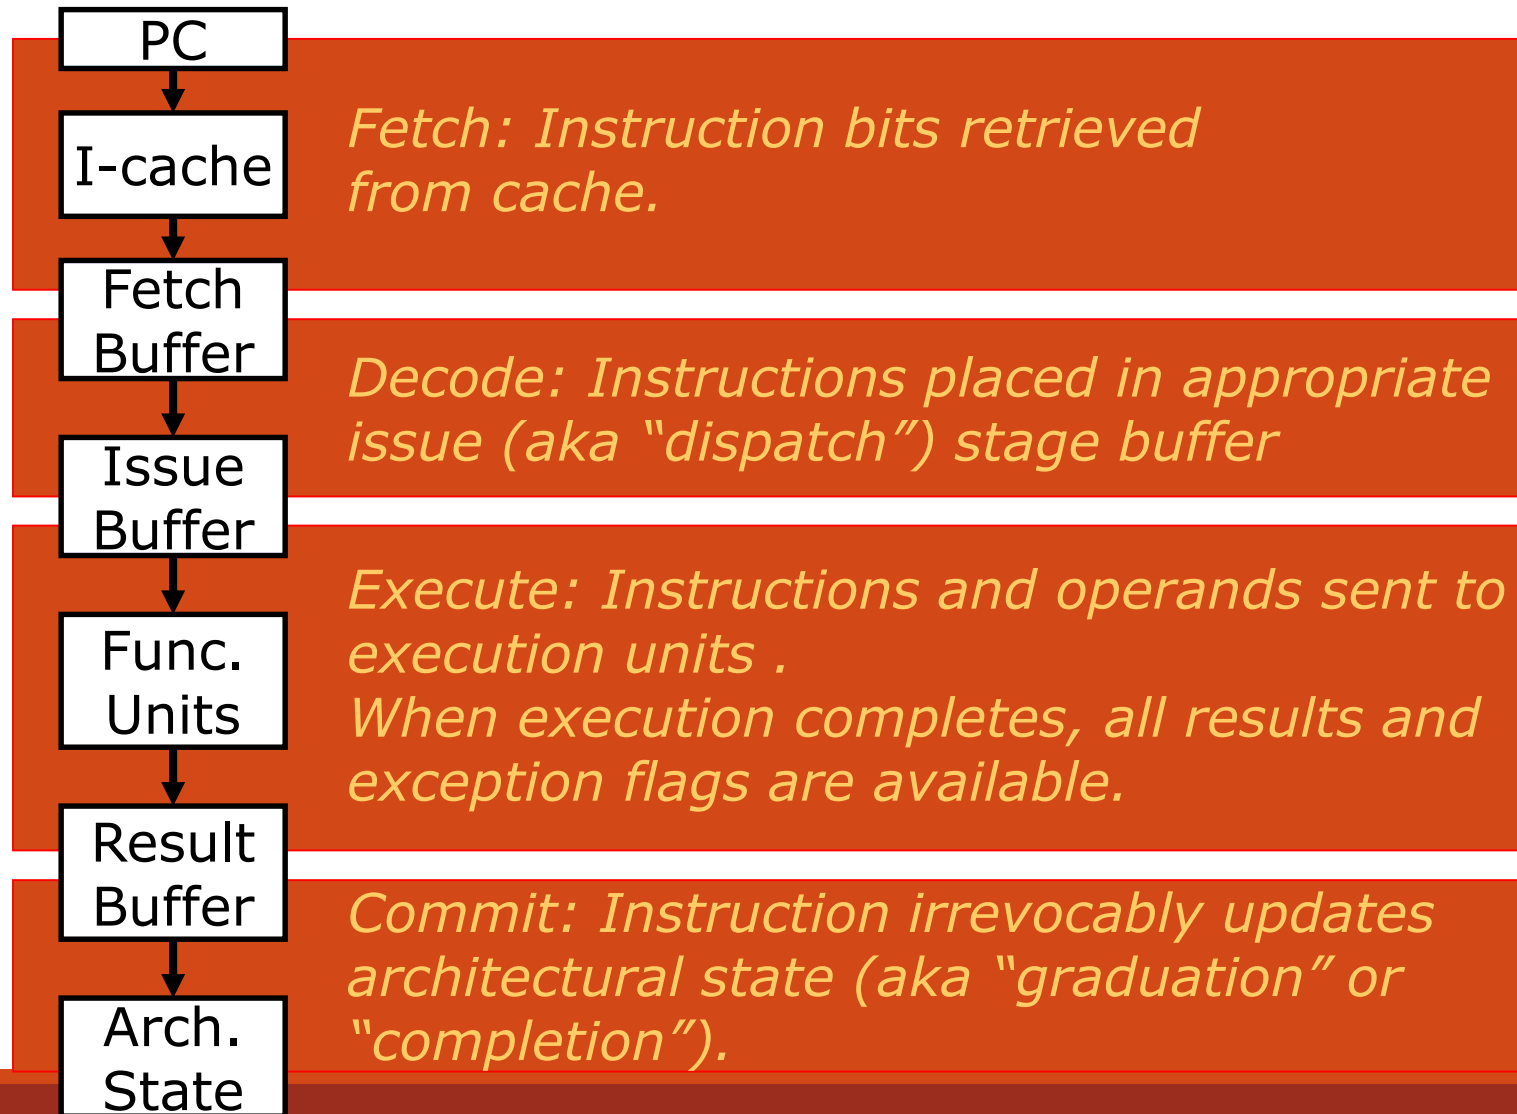 PC
I-cache
Fetch: Instruction bits retrieved
from cache.
Fetch
Buffer
Decode: Instructions placed in appropriate
issue (aka “dispatch”) stage buffer
Issue
Buffer
Execute: Instructions and operands sent to
execution units .
When execution completes, all results and
exception flags are available.
Func.
Units
Result
Buffer
Commit: Instruction irrevocably updates
architectural state (aka “graduation” or
“completion”).
Arch.
State